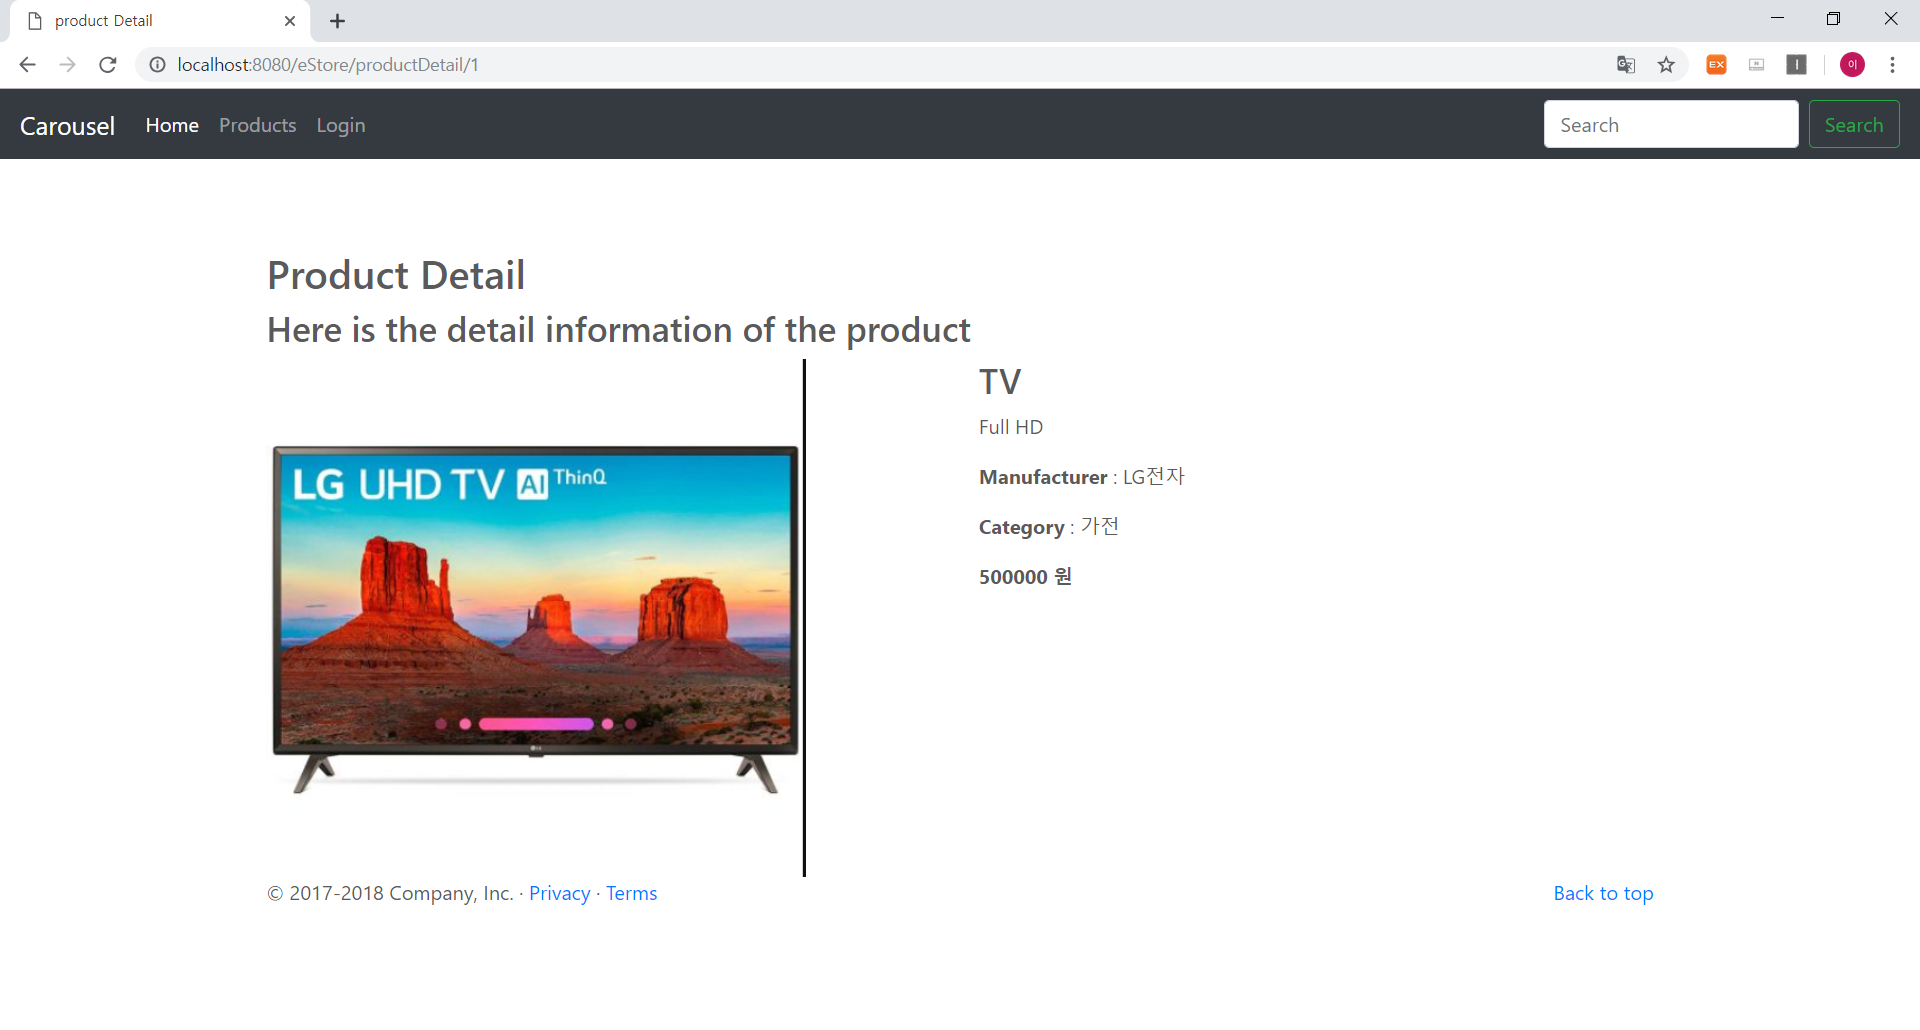 product Detail
localhost:8080/eStore/productDetail/1
EX
이
Carousel Home Products Login Search Search
Product Detail
Here is the detail information of the product
LG UHD TV AI ThinQ
TV
Full HD
Manufacturer : LG전자
Category : 가전
500000 원
© 2017-2018 Company, Inc. · Privacy · Terms
Back to top